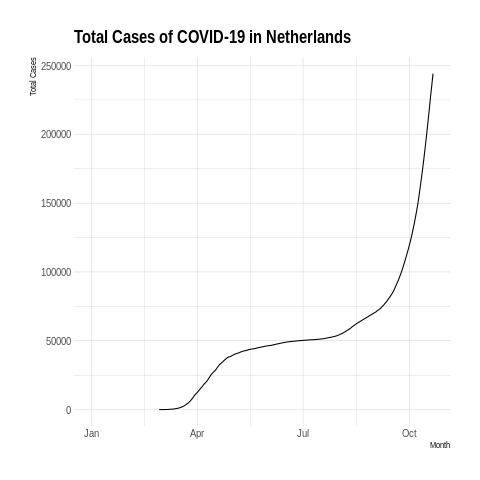 Total Cases of COVID-19 in Netherlands
Total Cases
250000
200000
150000
100000
50000
0
Jan Apr Jul Oct
Month